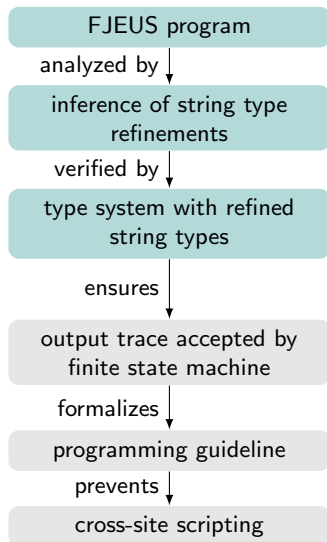 FJEUS program
analyzed by
inference of string type
refinements
verified by
type system with refined
string types
ensures
output trace accepted by
finite state machine
formalizes
programming guideline
prevents
cross-site scripting